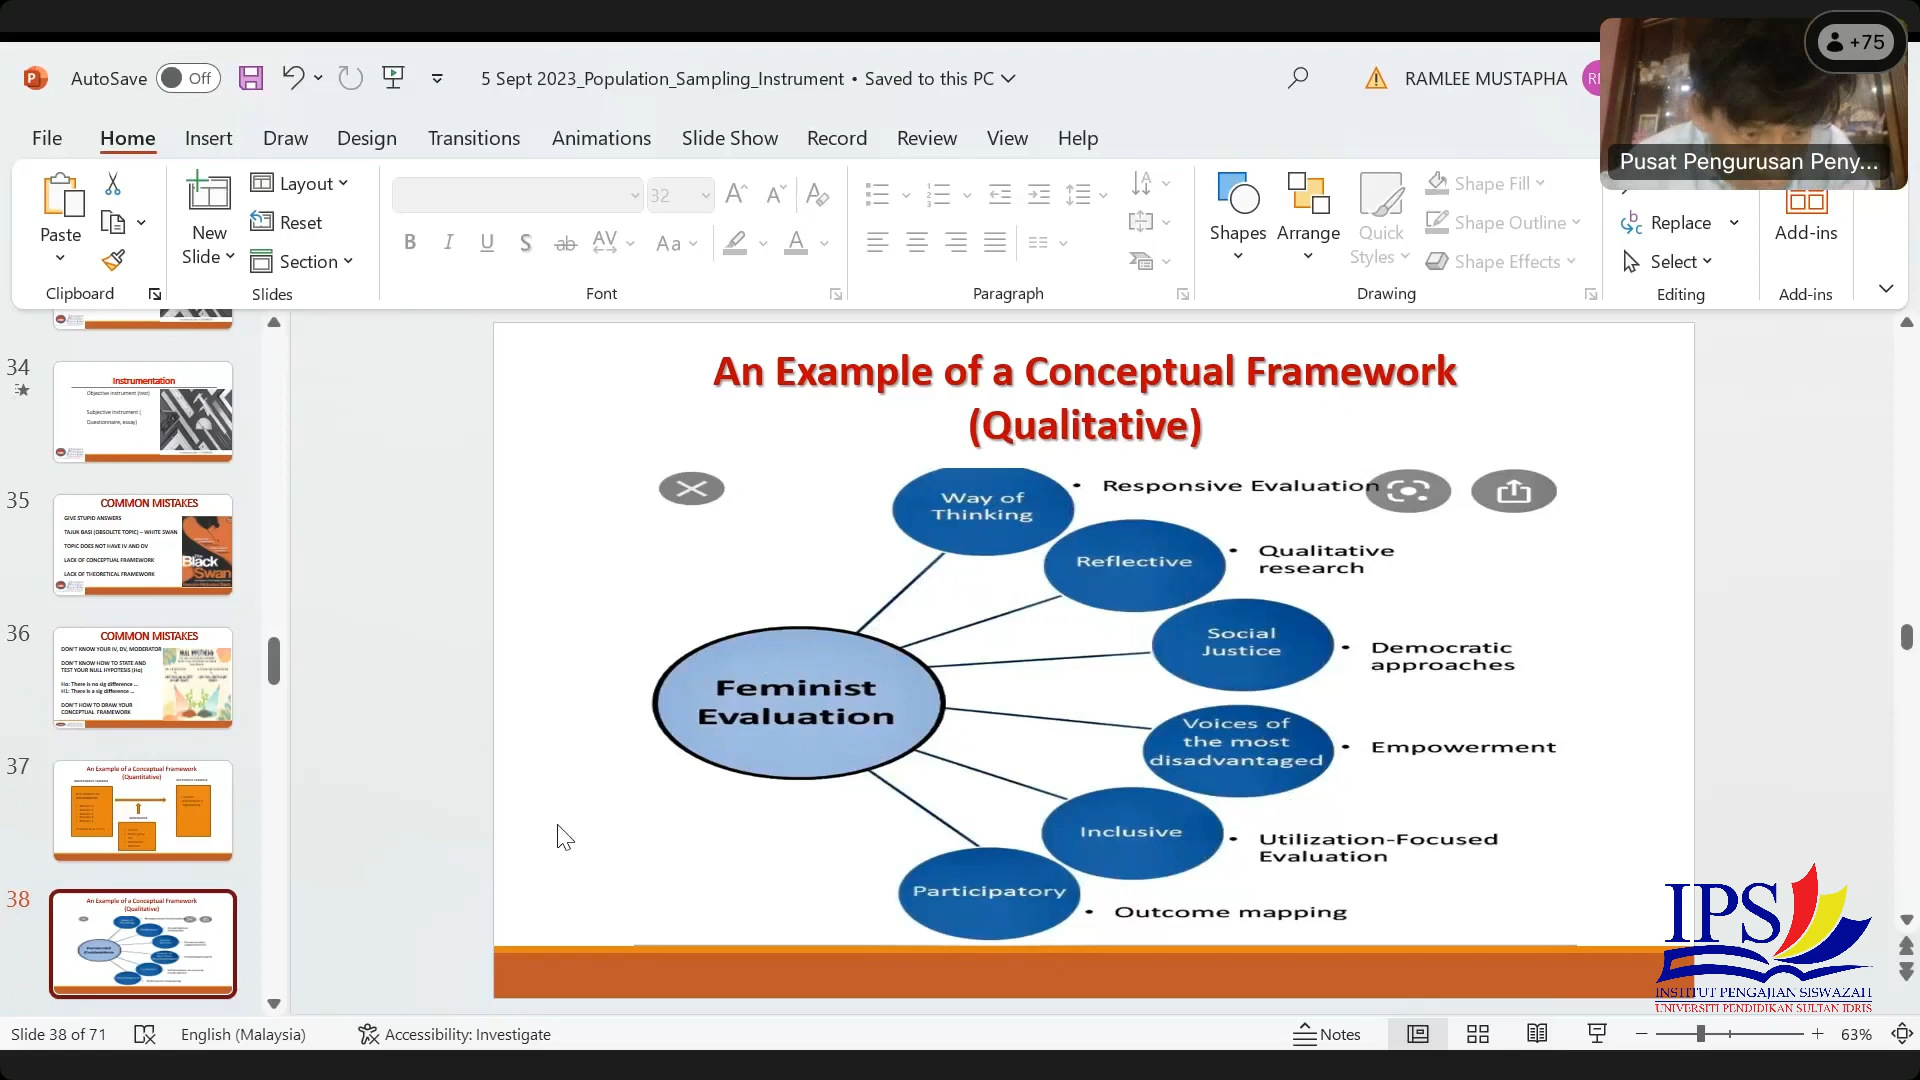 +75
AutoSave Off
5 Sept 2023_Population_Sampling_Instrument • Saved to this PC
RAMLEE MUSTAPHA
Pusat Pengurusan Peny...
File Home Insert Draw Design Transitions Animations Slide Show Record Review View Help
Paste
Clipboard
New
Slide
Layout
Reset
Section
Slides
32
B I U S ab AV Aa A
Font
Paragraph
Shapes
Arrange
Quick
Styles
Shape Fill
Shape Outline
Shape Effects
Drawing
Replace
Select
Editing
Add-ins
Add-ins
34
Instrumentation
Objective instrument (test)
Subjective instrument (
Questionnaire, essay)
35
COMMON MISTAKES
GIVE STUPID ANSWERS
TAJUK BASI (OBSOLETE TOPIC) – WHITE SWAN
TOPIC DOES NOT HAVE IV AND DV
LACK OF CONCEPTUAL FRAMEWORK
LACK OF THEORETICAL FRAMEWORK
Black
Swan
36
COMMON MISTAKES
DON'T KNOW YOUR IV, DV, MODERATOR
DON'T KNOW HOW TO STATE AND
TEST YOUR NULL HYPOTESIS (Ho)
Ho: There is no sig difference ...
H1: There is a sig difference ...
DON'T HOW TO DRAW YOUR
CONCEPTUAL FRAMEWORK
37
An Example of a Conceptual Framework
(Quantitative)
38
An Example of a Conceptual Framework
(Qualitative)
An Example of a Conceptual Framework
(Qualitative)
Feminist
Evaluation
Way of
Thinking
• Responsive Evaluation
Reflective
• Qualitative
research
Social
Justice
• Democratic
approaches
Voices of
the most
disadvantaged
• Empowerment
Inclusive
• Utilization-Focused
Evaluation
Participatory
• Outcome mapping
IPS
INSTITUT PENGAJIAN SISWAZAH
UNIVERSITI PENDIDIKAN SULTAN IDRIS
Slide 38 of 71
English (Malaysia)
Accessibility: Investigate
Notes
63%